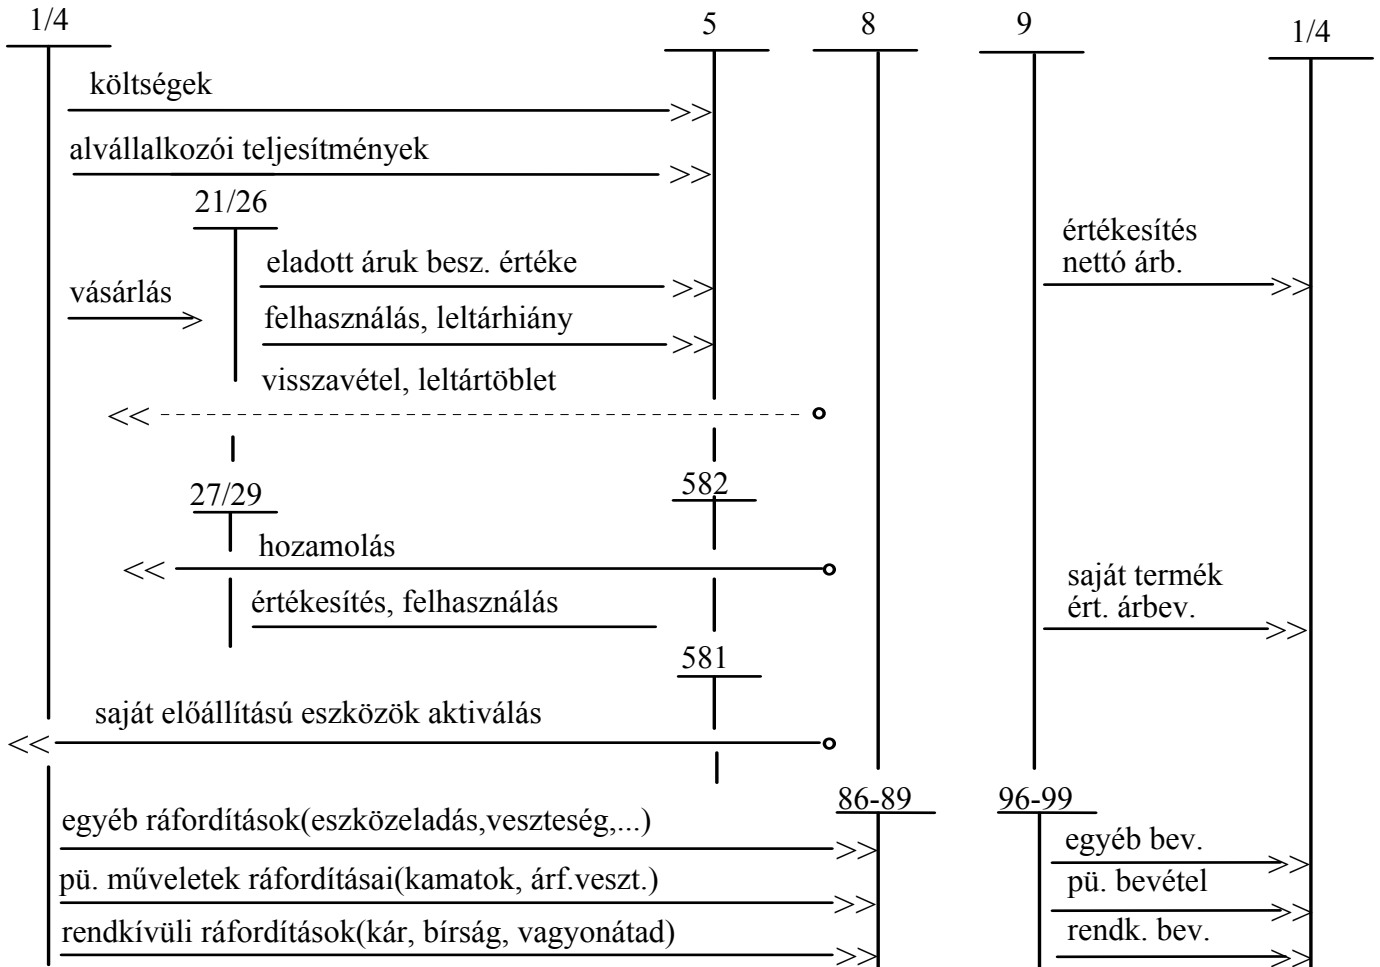 1/4
5
8
9
1/4
költségek
alvállalkozói teljesítmények
21/26
értékesítés
nettó árb.
eladott áruk besz. értéke
vásárlás
felhasználás, leltárhiány
visszavétel, leltártöblet
27/29
582
hozamolás
saját termék
ért. árbev.
értékesítés, felhasználás
581
saját előállítású eszközök aktiválás
86-89
96-99
egyéb ráfordítások(eszközeladás,veszteség,...)
egyéb bev.
pü. műveletek ráfordításai(kamatok, árf.veszt.)
pü. bevétel
rendkívüli ráfordítások(kár, bírság, vagyonátad)
rendk. bev.